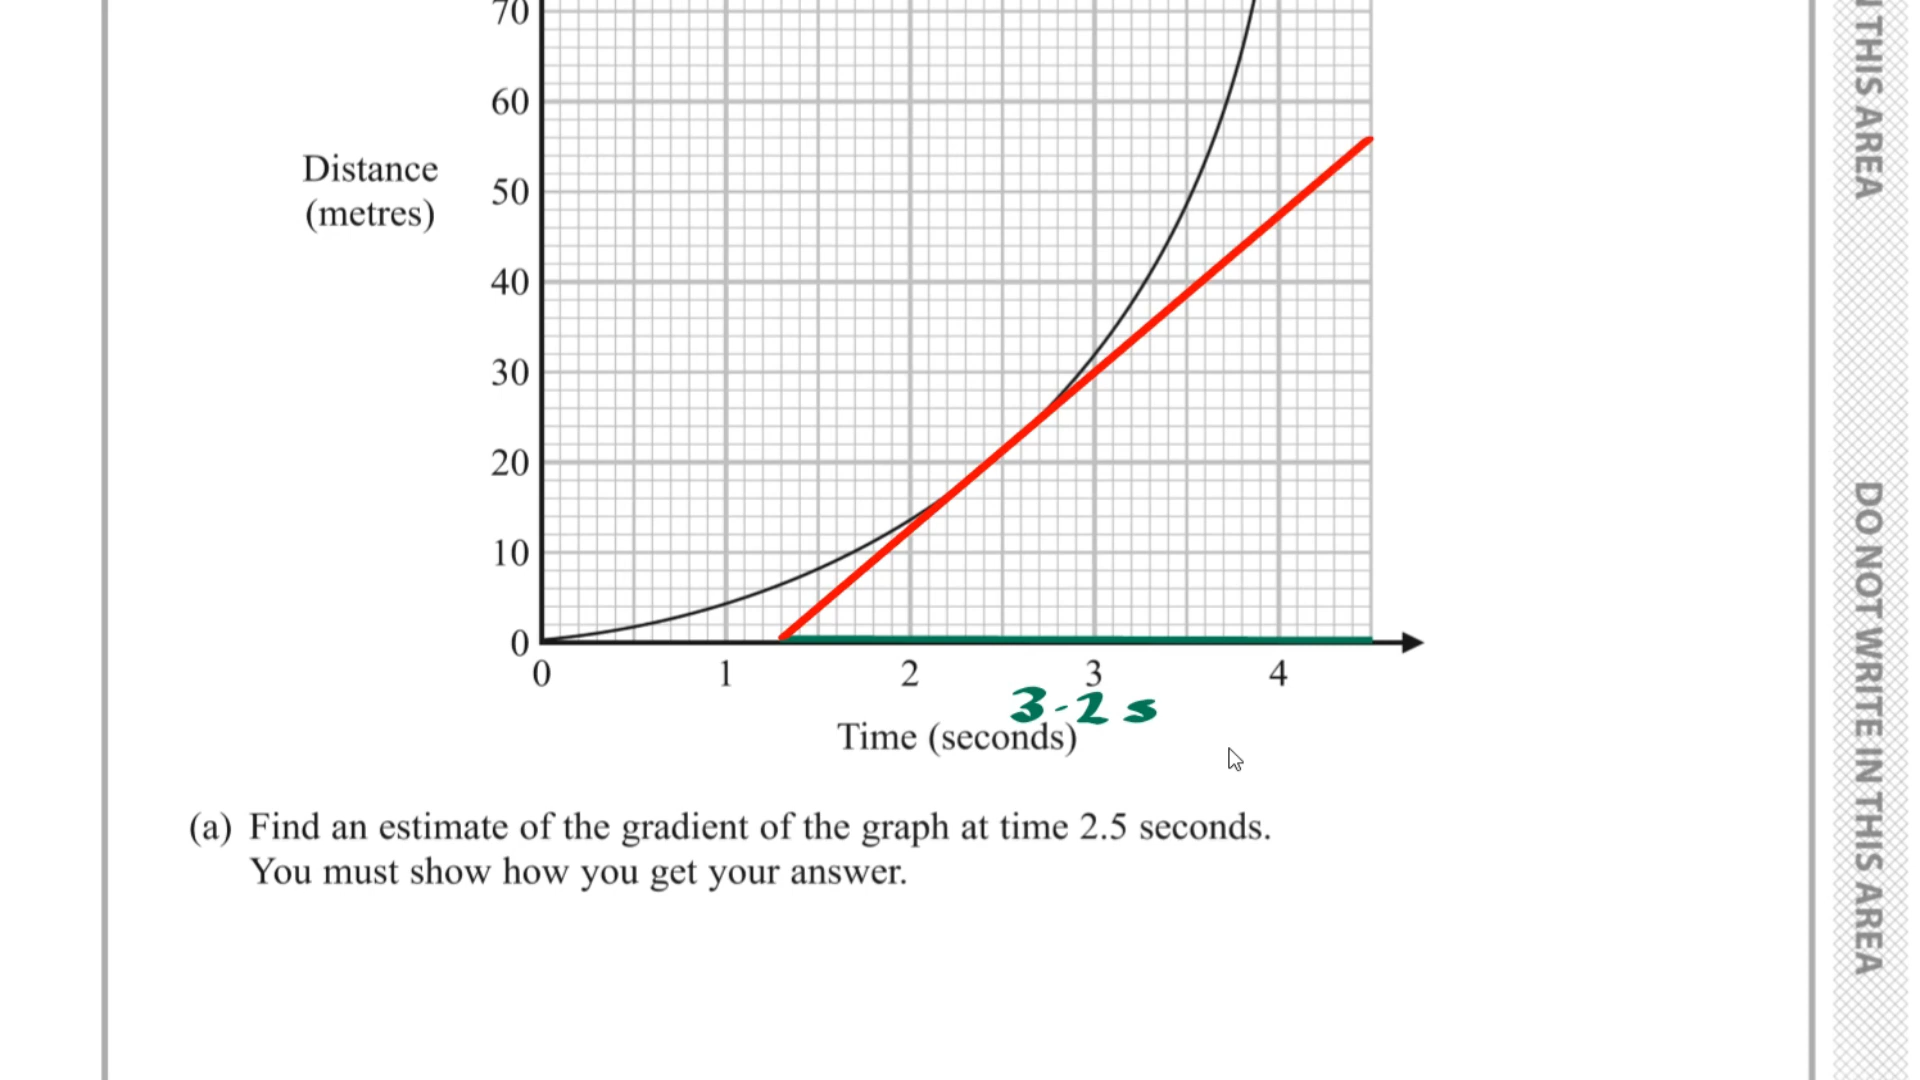 70
60
Distance
(metres)
50
40
30
20
10
0
0 1 2 3 4
3.2 s
Time (seconds)
(a) Find an estimate of the gradient of the graph at time 2.5 seconds.
You must show how you get your answer.
THIS AREA
DO NOT WRITE IN THIS AREA